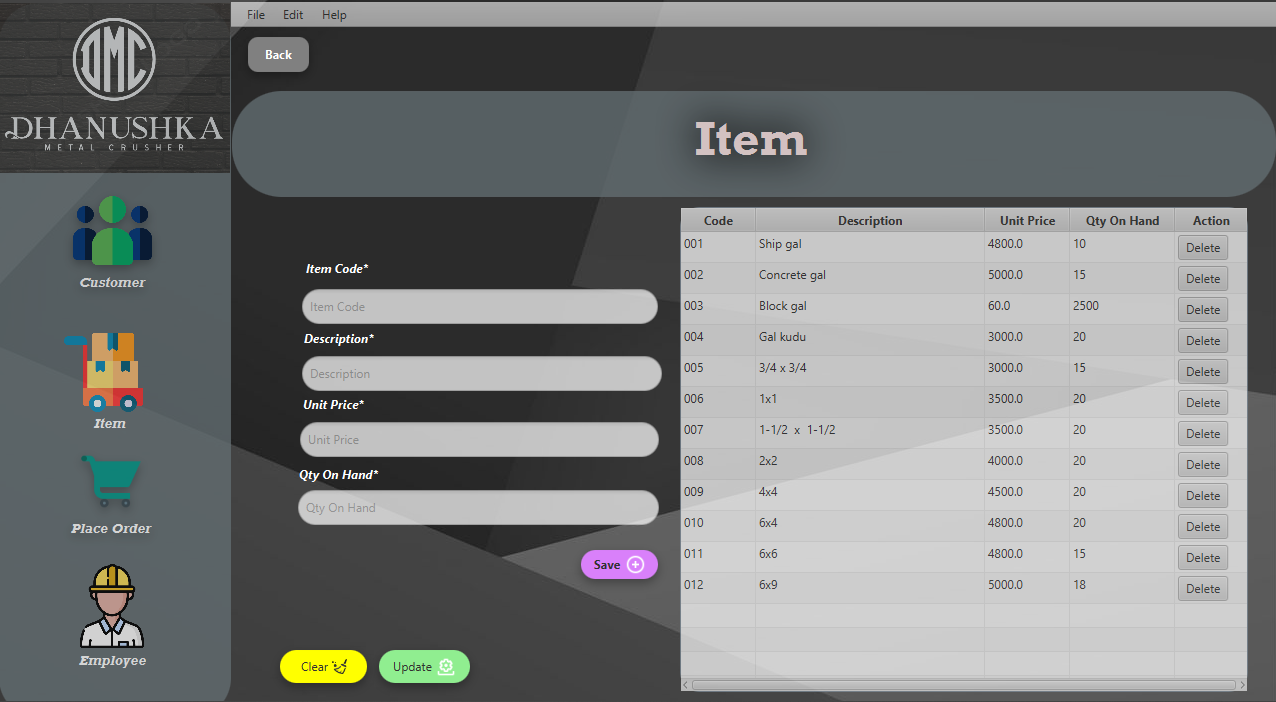 File Edit Help
DMC
DHANUSHKA
METAL CRUSHER
Back
Item
Customer
Item
Place Order
Employee
Item Code*
Item Code
Description*
Description
Unit Price*
Unit Price
Qty On Hand*
Qty On Hand
Save
Clear
Update
Code Description Unit Price Qty On Hand Action
001 Ship gal 4800.0 10 Delete
002 Concrete gal 5000.0 15 Delete
003 Block gal 60.0 2500 Delete
004 Gal kudu 3000.0 20 Delete
005 3/4 x 3/4 3000.0 15 Delete
006 1x1 3500.0 20 Delete
007 1-1/2 x 1-1/2 3500.0 20 Delete
008 2x2 4000.0 20 Delete
009 4x4 4500.0 20 Delete
010 6x4 4800.0 20 Delete
011 6x6 4800.0 15 Delete
012 6x9 5000.0 18 Delete